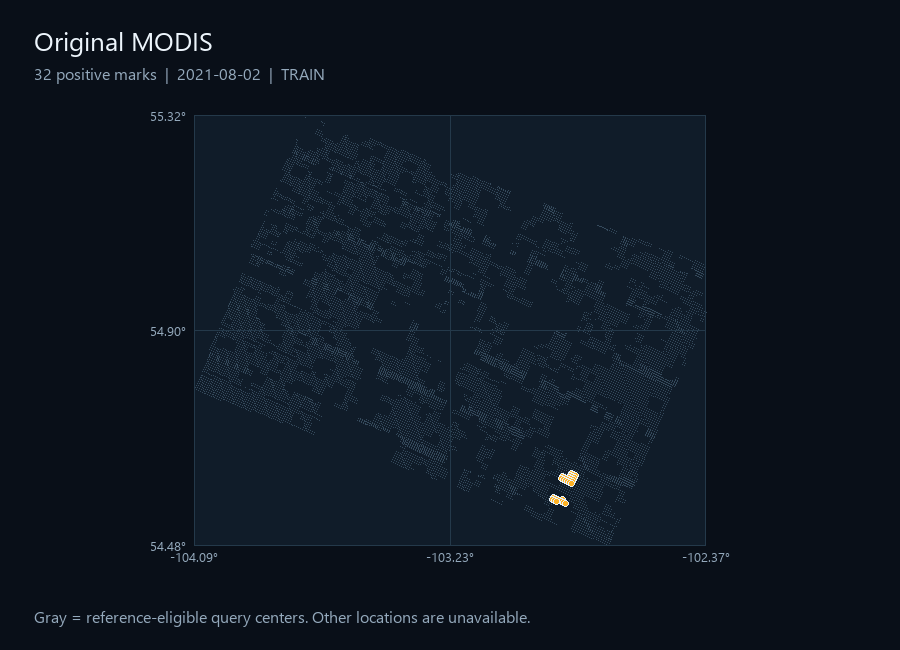 Original MODIS
32 positive marks | 2021-08-02 | TRAIN
55.32°
54.90°
54.48°
-104.09°
-103.23°
-102.37°
Gray = reference-eligible query centers. Other locations are unavailable.